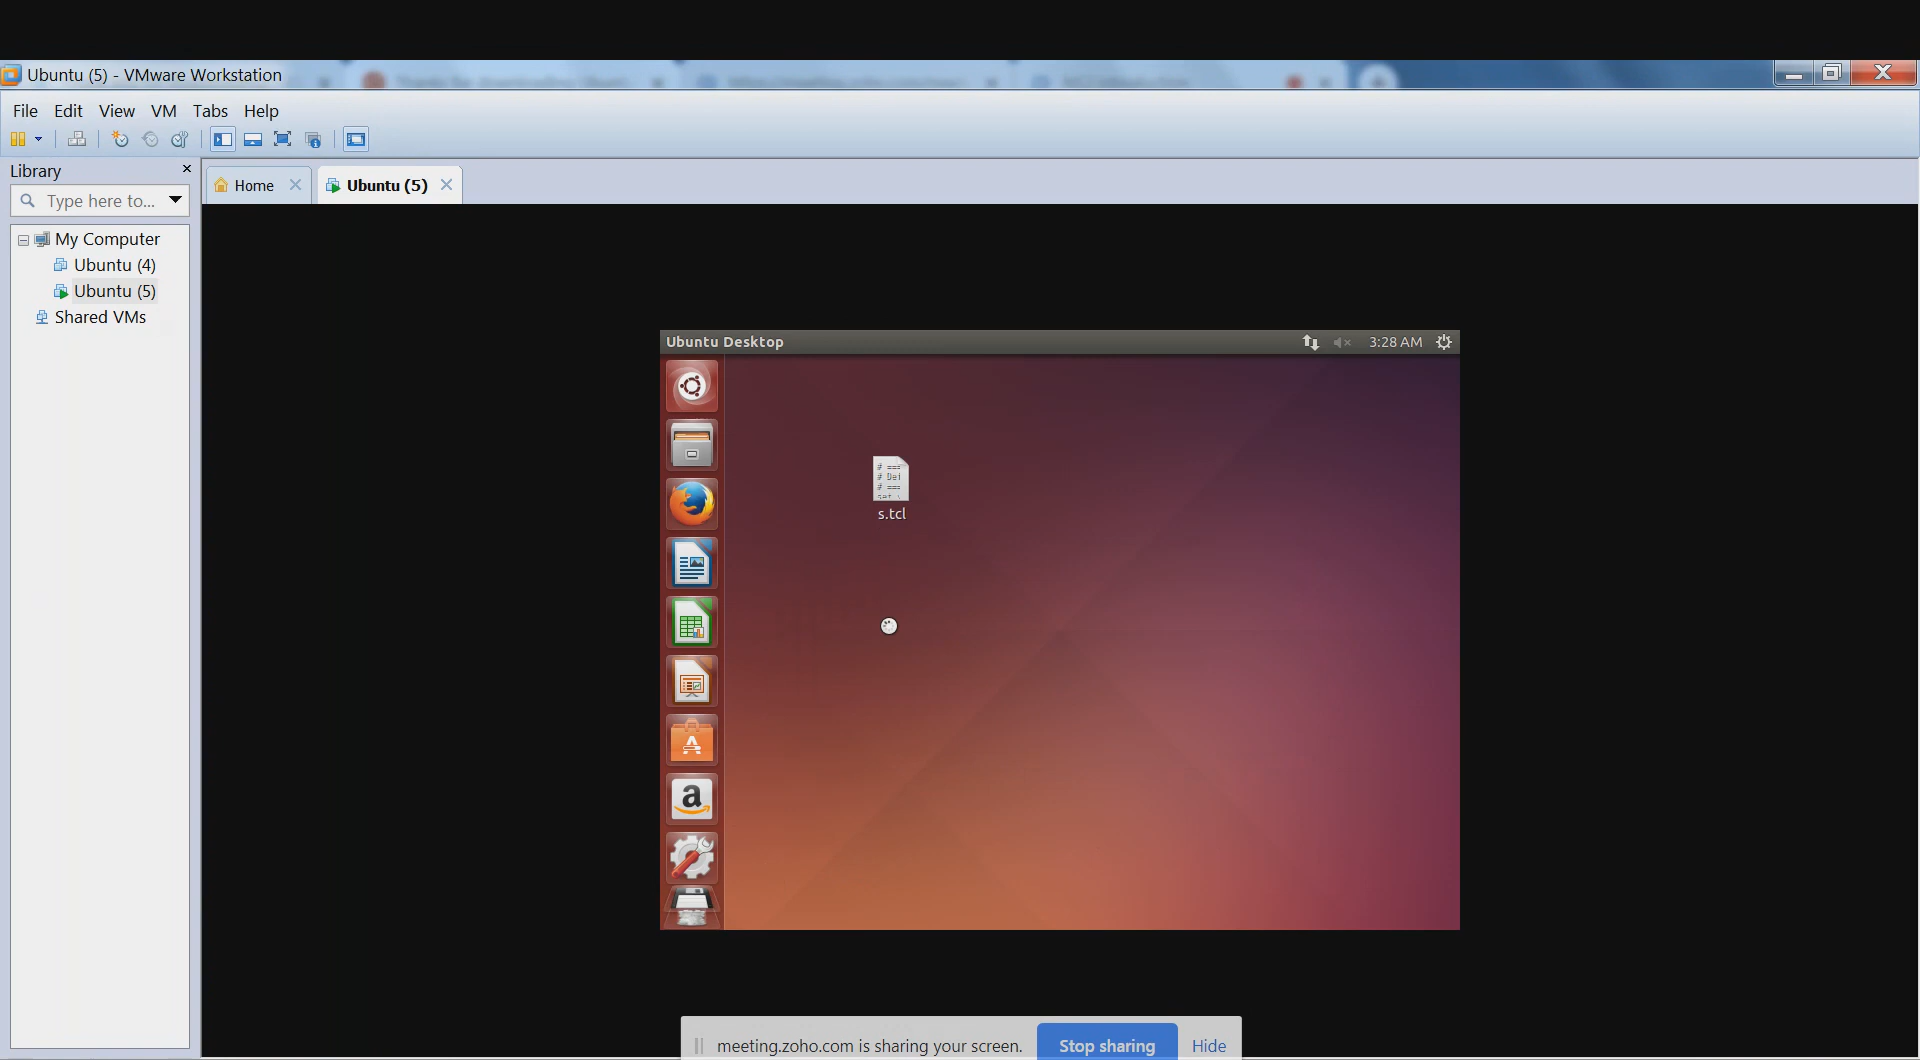 Ubuntu (5) - VMware Workstation
File Edit View VM Tabs Help
Library
Type here to...
My Computer
Ubuntu (4)
Ubuntu (5)
Shared VMs
Home
Ubuntu (5)
Ubuntu Desktop
3:28 AM
# ===
# Def
# ===
s.tcl
meeting.zoho.com is sharing your screen.
Stop sharing
Hide